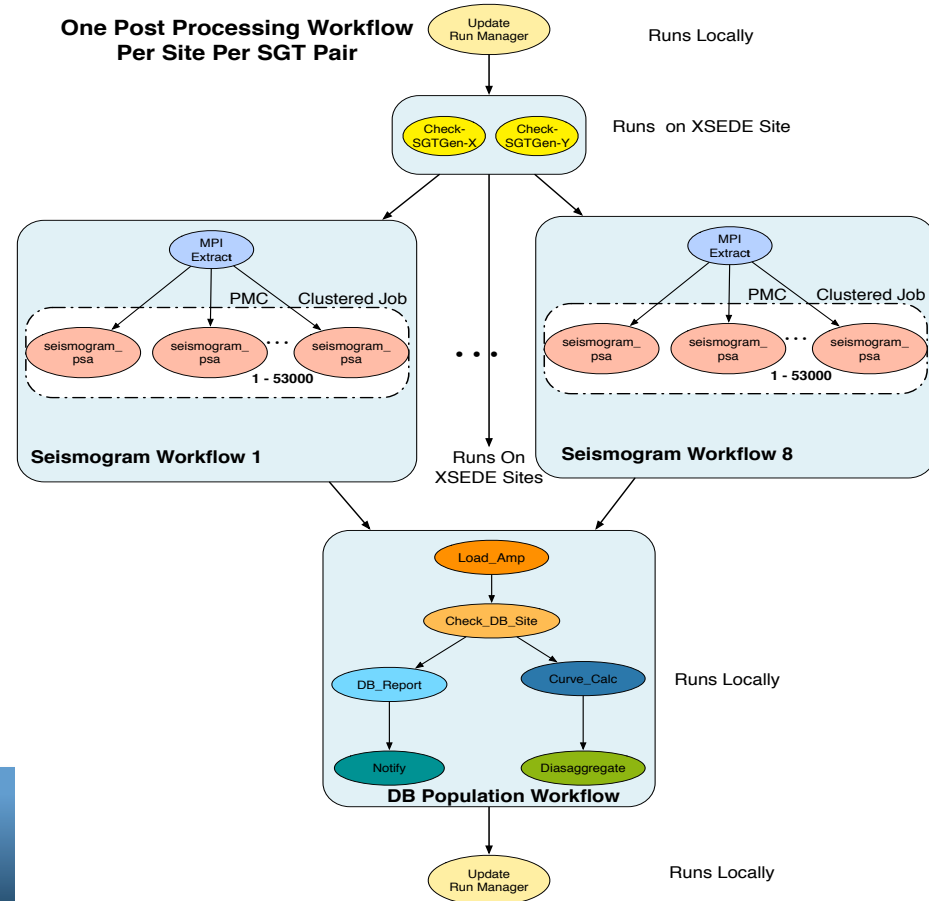 One Post Processing Workflow
Per Site Per SGT Pair
Update
Run Manager
Runs Locally
Check-
SGTGen-X
Check-
SGTGen-Y
Runs on XSEDE Site
MPI
Extract
PMC Clustered Job
seismogram_
psa
seismogram_
psa
...
seismogram_
psa
1 - 53000
Seismogram Workflow 1
...
Runs On
XSEDE Sites
MPI
Extract
PMC Clustered Job
seismogram_
psa
seismogram_
psa
...
seismogram_
psa
1 - 53000
Seismogram Workflow 8
Load_Amp
Check_DB_Site
DB_Report
Curve_Calc
Runs Locally
Notify
Diasaggregate
DB Population Workflow
Update
Run Manager
Runs Locally